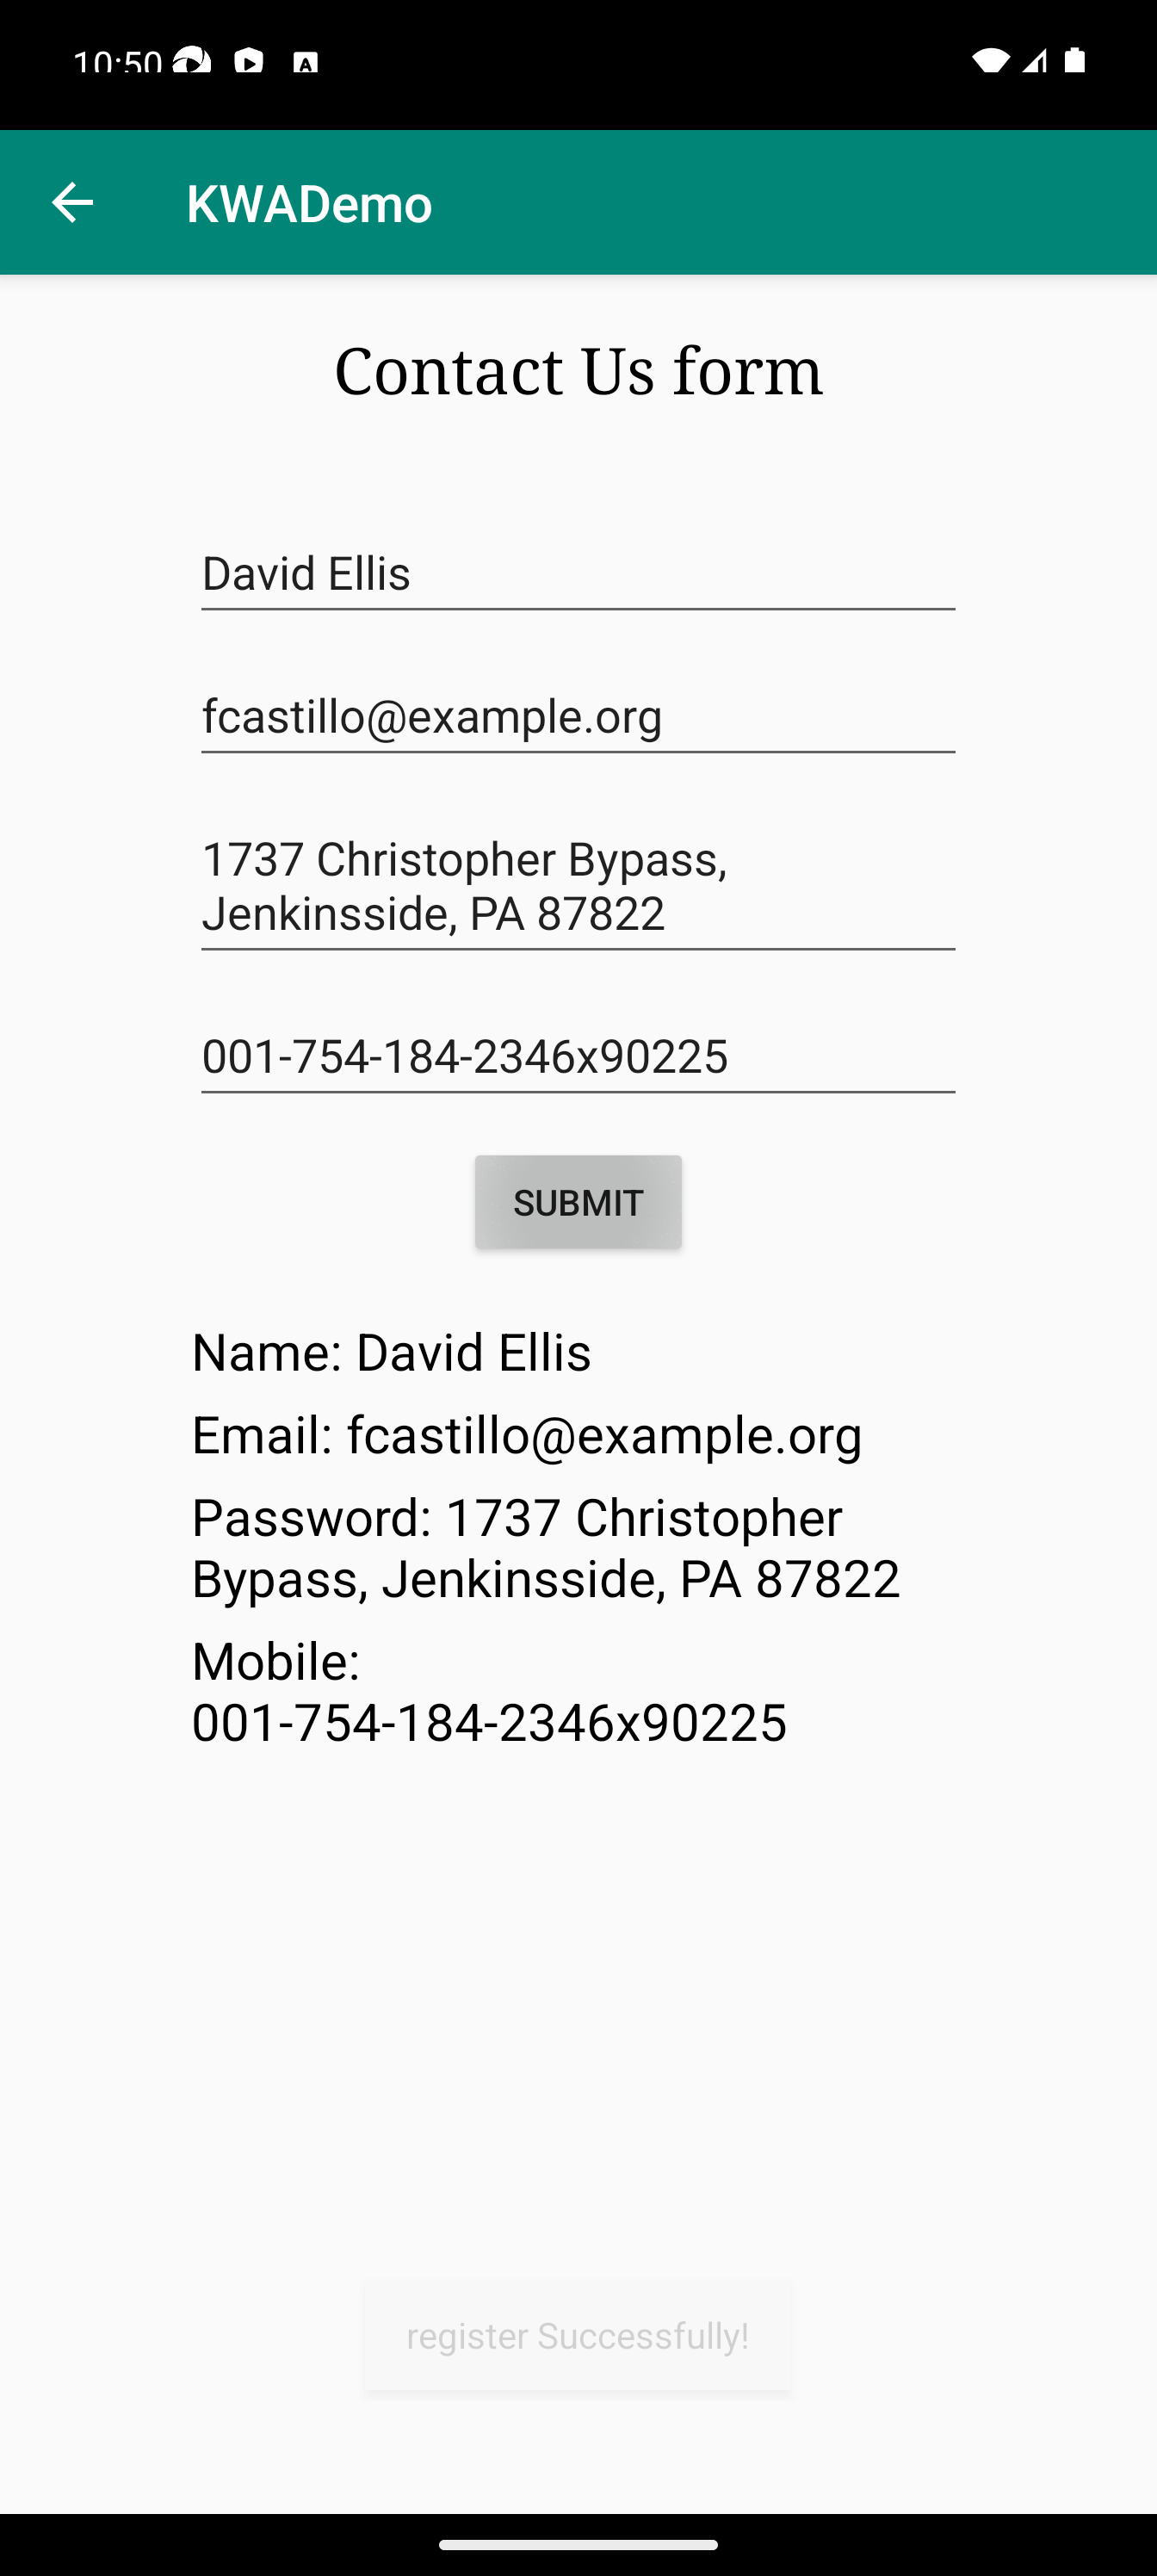 10:50
KWADemo
Contact Us form
David Ellis
fcastillo@example.org
1737 Christopher Bypass,
Jenkinsside, PA 87822
001-754-184-2346x90225
SUBMIT
Name: David Ellis
Email: fcastillo@example.org
Password: 1737 Christopher
Bypass, Jenkinsside, PA 87822
Mobile:
001-754-184-2346x90225
register Successfully!